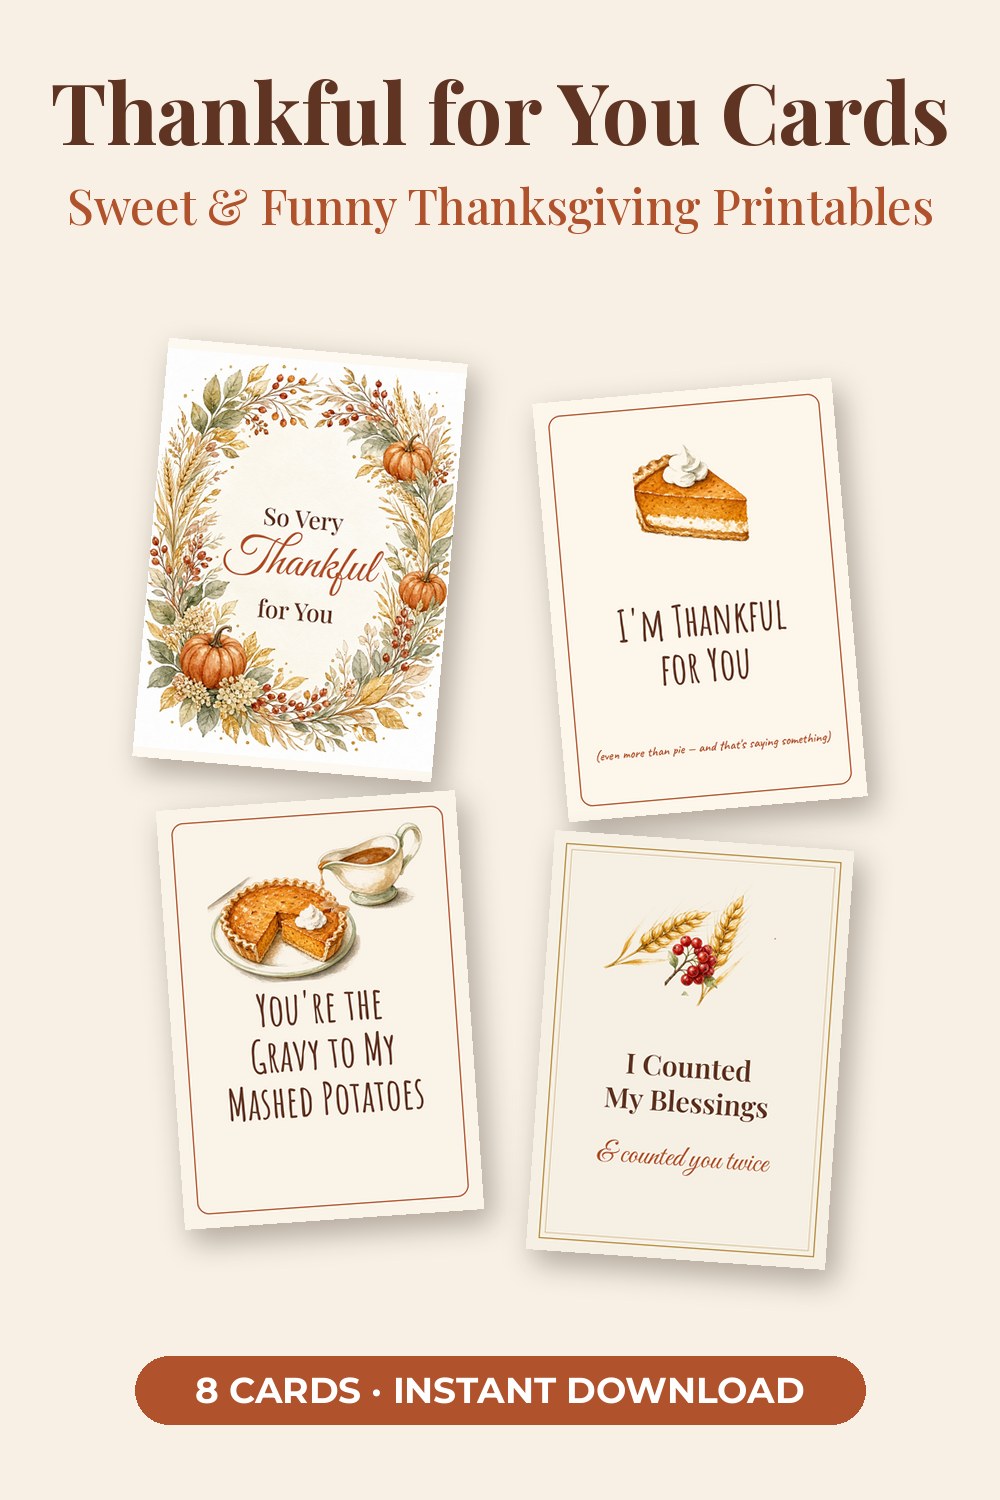 Thankful for You Cards
Sweet & Funny Thanksgiving Printables
So Very
Thankful
for You
I'm Thankful
for You
(even more than pie – and that's saying something)
You're the
Gravy to My
Mashed Potatoes
I Counted
My Blessings
& counted you twice
8 CARDS • INSTANT DOWNLOAD